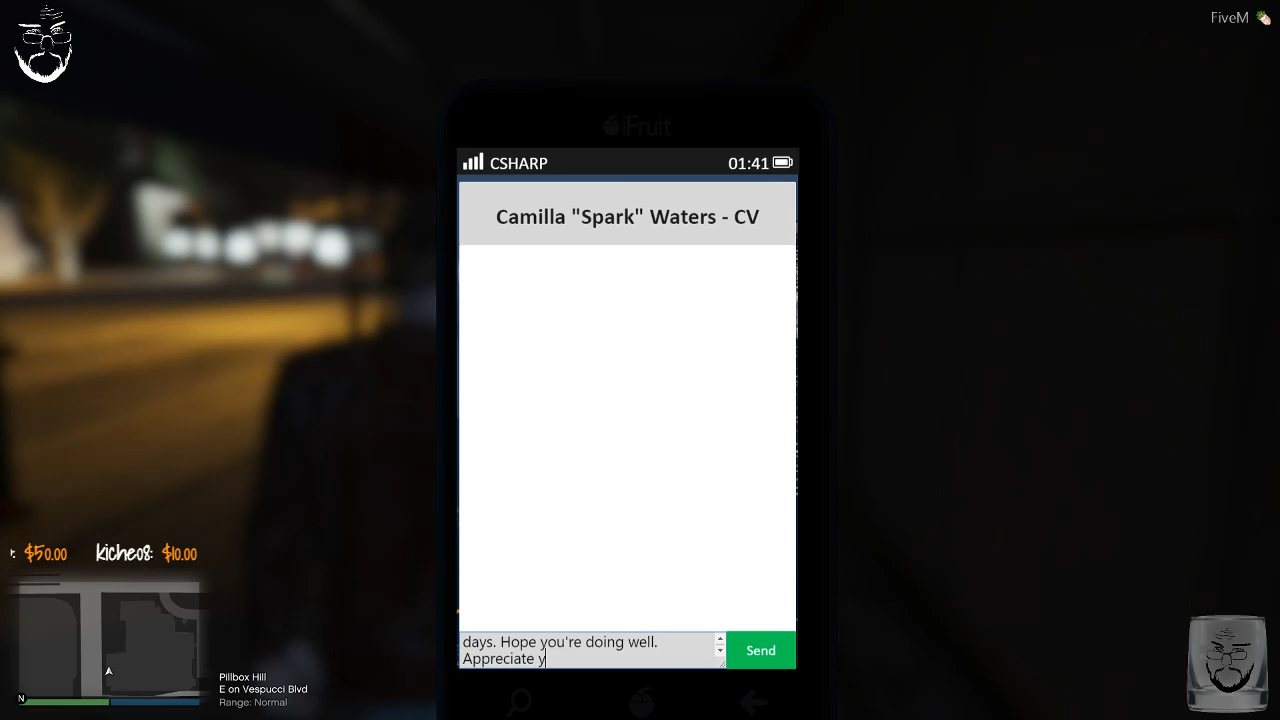 FiveM
iFruit
CSHARP 01:41
Camilla "Spark" Waters - CV
days. Hope you're doing well.
Appreciate y
Send
: $50.00 kiche08: $10.00
N
Pillbox Hill
E on Vespucci Blvd
Range: Normal